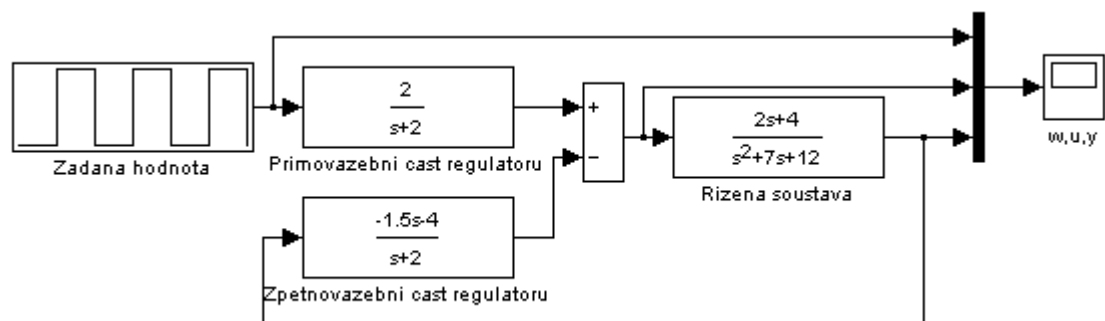 Zadana hodnota
2
s+2
Primovazebni cast regulatoru
-1.5s-4
s+2
Zpetnovazebni cast regulatoru
+
−
2s+4
s²+7s+12
Rizena soustava
w,u,y